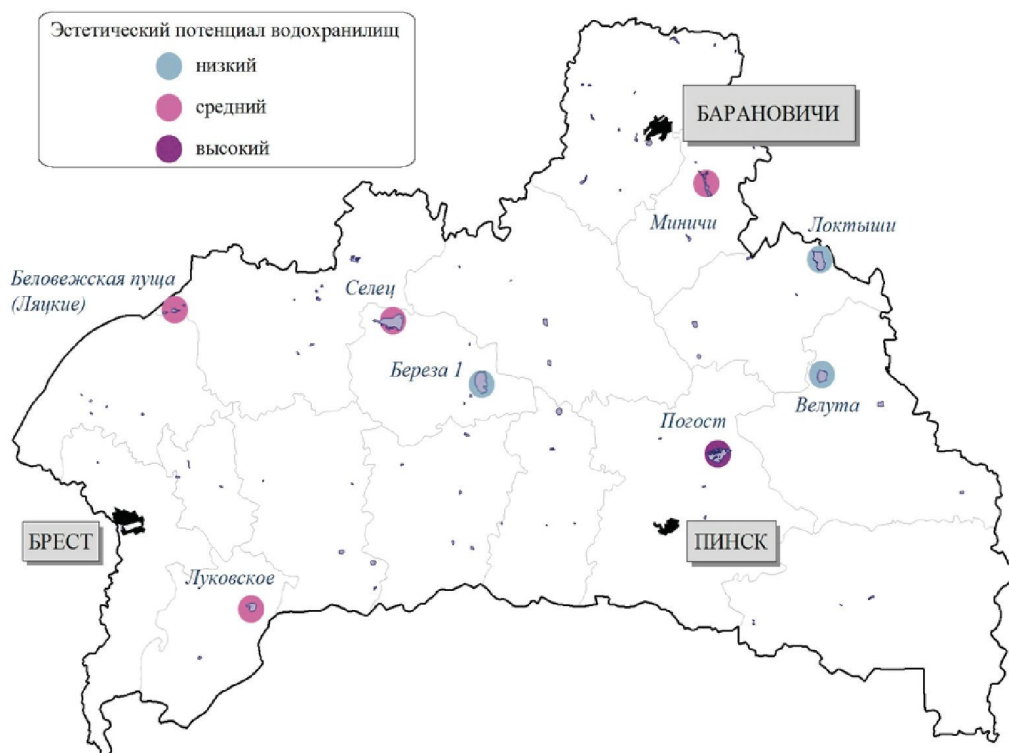 Эстетический потенциал водохранилищ
низкий
средний
высокий
БАРАНОВИЧИ
Миничи
Локтыши
Беловежская пуща
(Ляцкие)
Селец
Береза 1
Велута
Погост
БРЕСТ
ПИНСК
Луковское